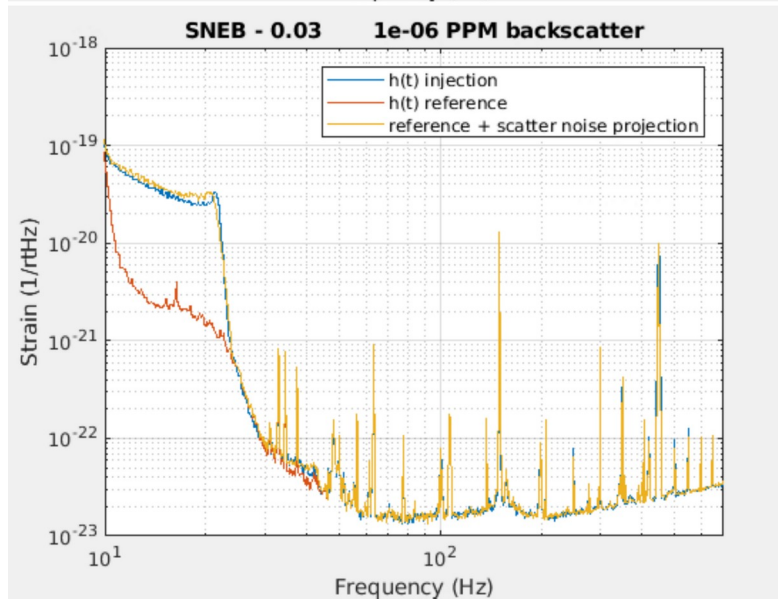 SNEB - 0.03 1e-06 PPM backscatter
h(t) injection
h(t) reference
reference + scatter noise projection
Strain (1/rtHz)
10^-18
10^-19
10^-20
10^-21
10^-22
10^-23
10^1
10^2
Frequency (Hz)